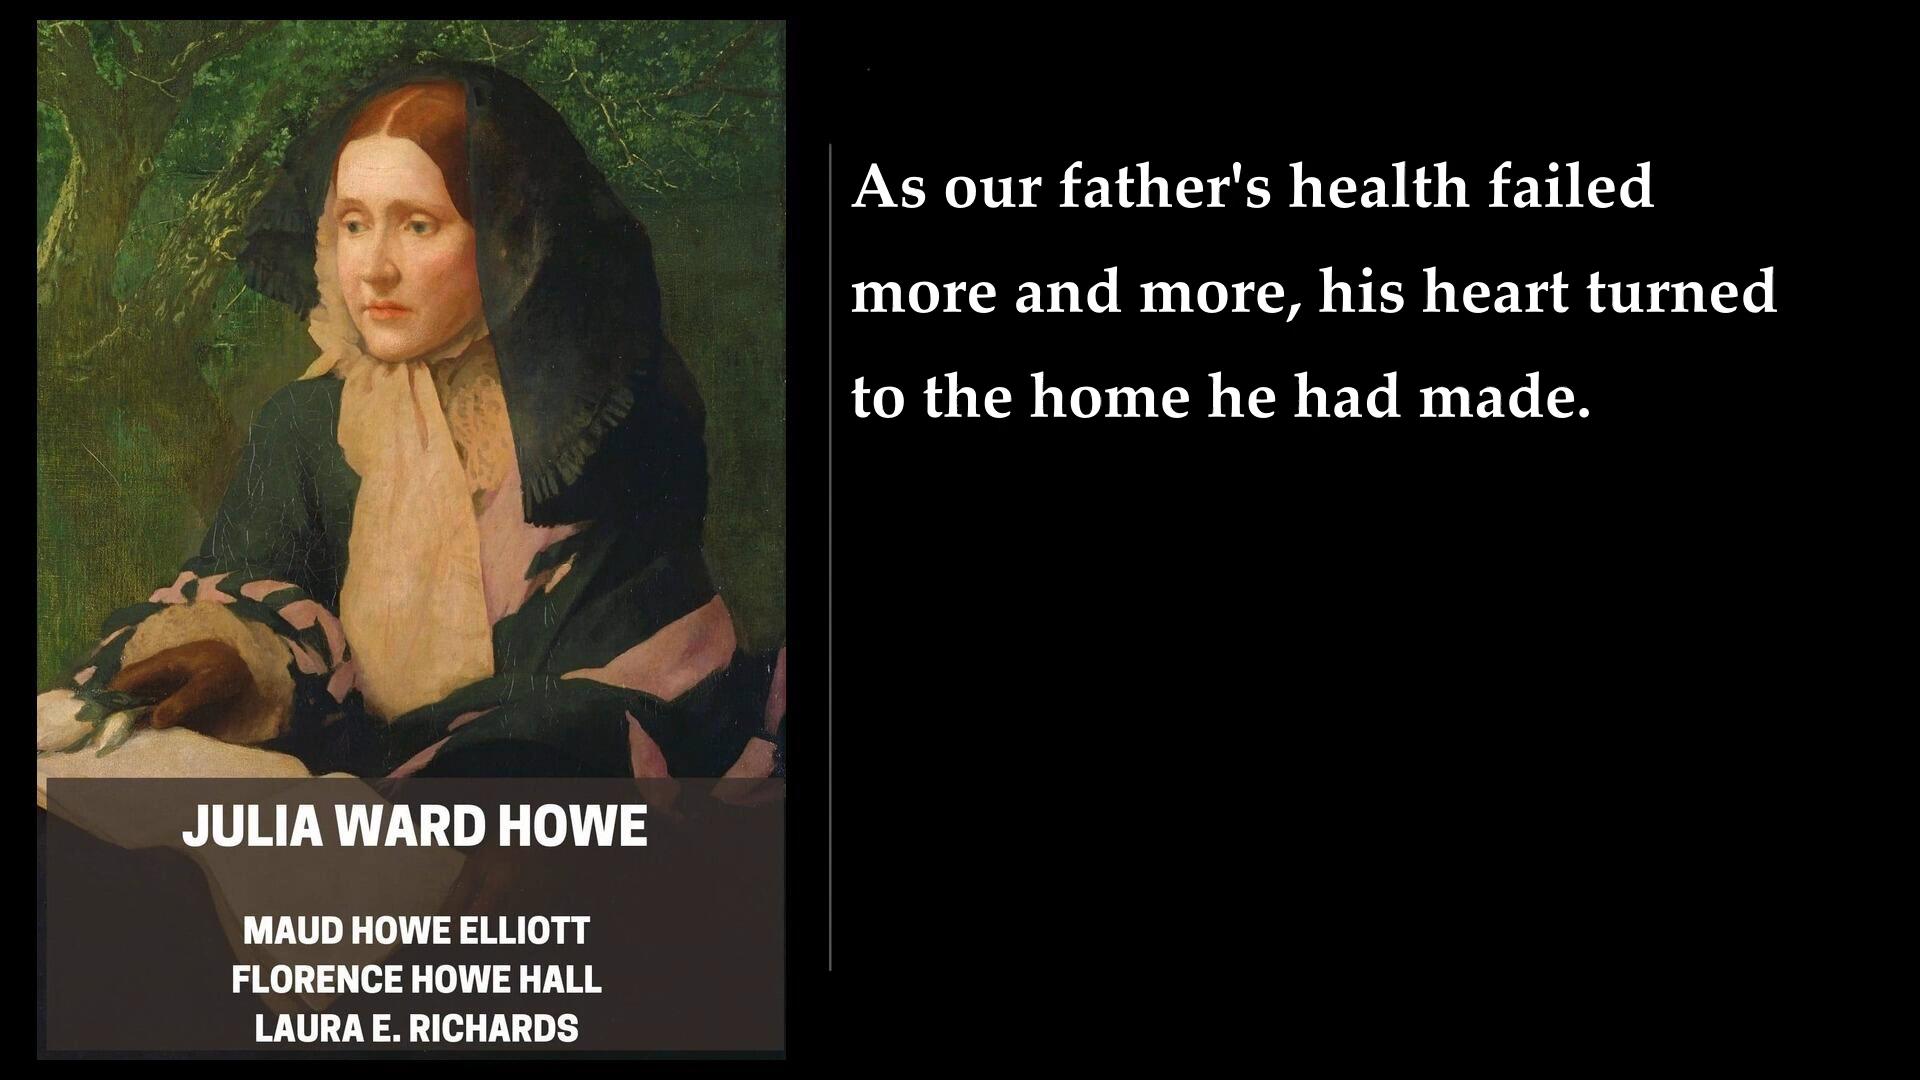 As our father's health failed
more and more, his heart turned
to the home he had made.
JULIA WARD HOWE
MAUD HOWE ELLIOTT
FLORENCE HOWE HALL
LAURA E. RICHARDS